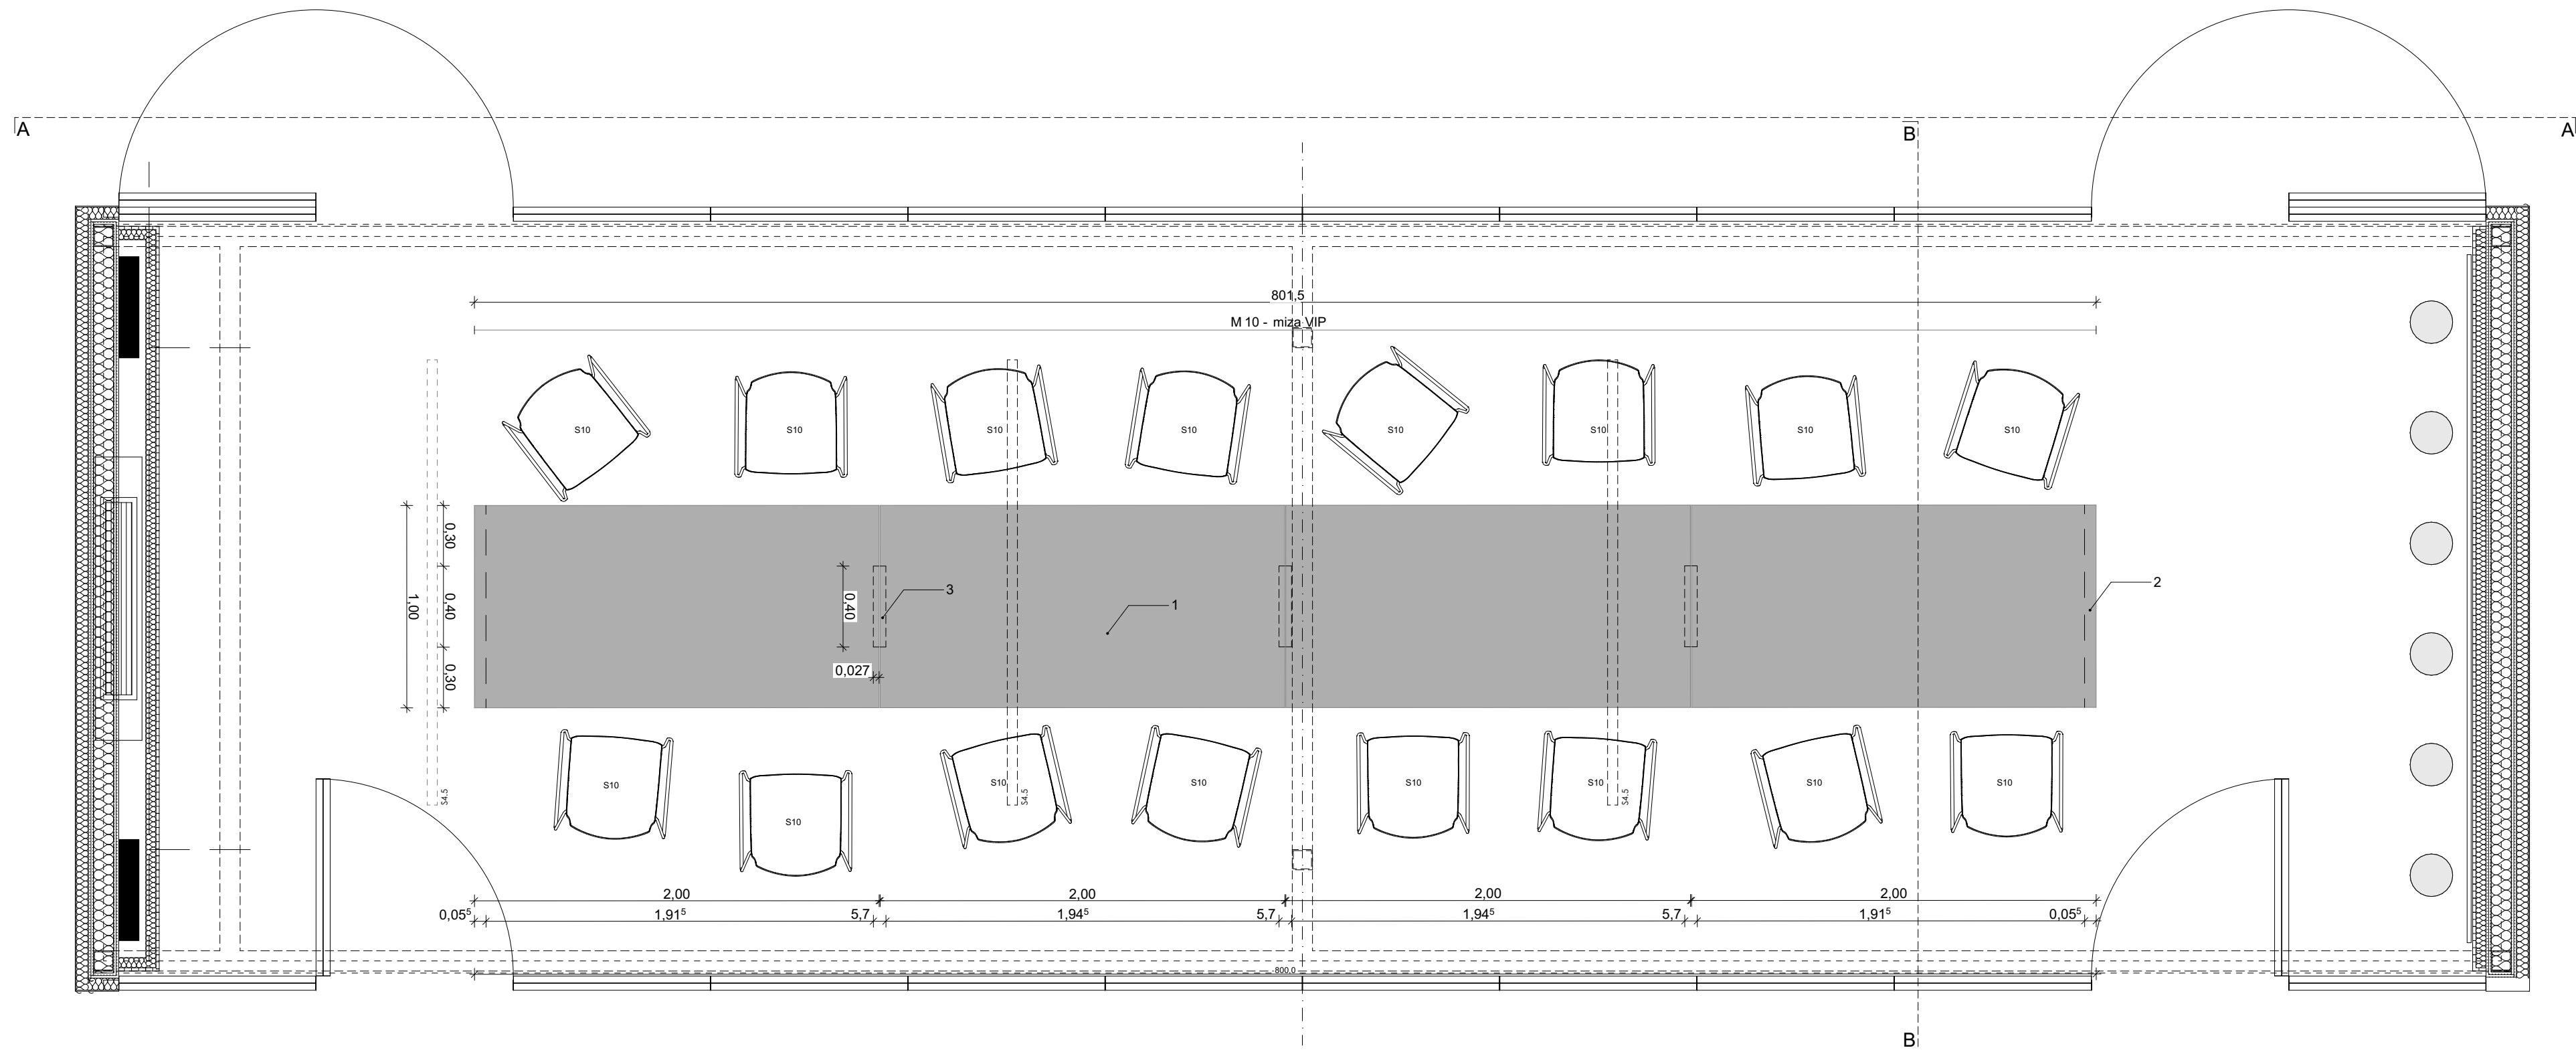 A
B
A
801,5
M 10 - miza VIP
S10
S10
S10
S10
S10
S10
S10
S10
0,30
0,40
1,00
0,30
0,40
3
1
2
0,027
S10
S10
S10
S10
S10
S10
S10
S10
S4.5
S4.5
S4.5
2,00
2,00
2,00
2,00
0,05⁵
1,91⁵
5,7
1,94⁵
5,7
1,94⁵
5,7
1,91⁵
0,05⁵
800,0
B